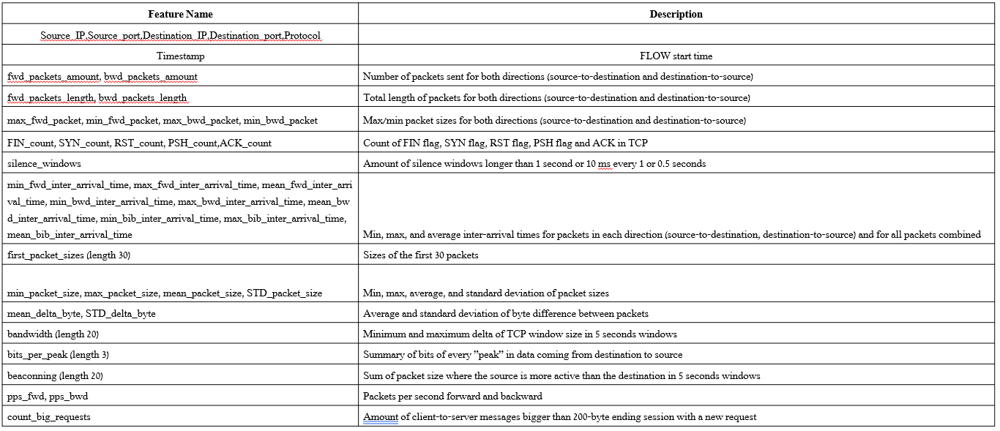 Feature Name Description
Source_IP,Source_port,Destination_IP,Destination_port,Protocol
Timestamp FLOW start time
fwd_packets_amount, bwd_packets_amount Number of packets sent for both directions (source-to-destination and destination-to-source)
fwd_packets_length, bwd_packets_length Total length of packets for both directions (source-to-destination and destination-to-source)
max_fwd_packet, min_fwd_packet, max_bwd_packet, min_bwd_packet Max/min packet sizes for both directions (source-to-destination and destination-to-source)
FIN_count, SYN_count, RST_count, PSH_count,ACK_count Count of FIN flag, SYN flag, RST flag, PSH flag and ACK in TCP
silence_windows Amount of silence windows longer than 1 second or 10 ms every 1 or 0.5 seconds
min_fwd_inter_arrival_time, max_fwd_inter_arrival_time, mean_fwd_inter_arri
val_time, min_bwd_inter_arrival_time, max_bwd_inter_arrival_time, mean_bw
d_inter_arrival_time, min_bib_inter_arrival_time, max_bib_inter_arrival_time,
mean_bib_inter_arrival_time Min, max, and average inter-arrival times for packets in each direction (source-to-destination, destination-to-source) and for all packets combined
first_packet_sizes (length 30) Sizes of the first 30 packets
min_packet_size, max_packet_size, mean_packet_size, STD_packet_size Min, max, average, and standard deviation of packet sizes
mean_delta_byte, STD_delta_byte Average and standard deviation of byte difference between packets
bandwidth (length 20) Minimum and maximum delta of TCP window size in 5 seconds windows
bits_per_peak (length 3) Summary of bits of every ”peak” in data coming from destination to source
beaconning (length 20) Sum of packet size where the source is more active than the destination in 5 seconds windows
pps_fwd, pps_bwd Packets per second forward and backward
count_big_requests Amount of client-to-server messages bigger than 200-byte ending session with a new request